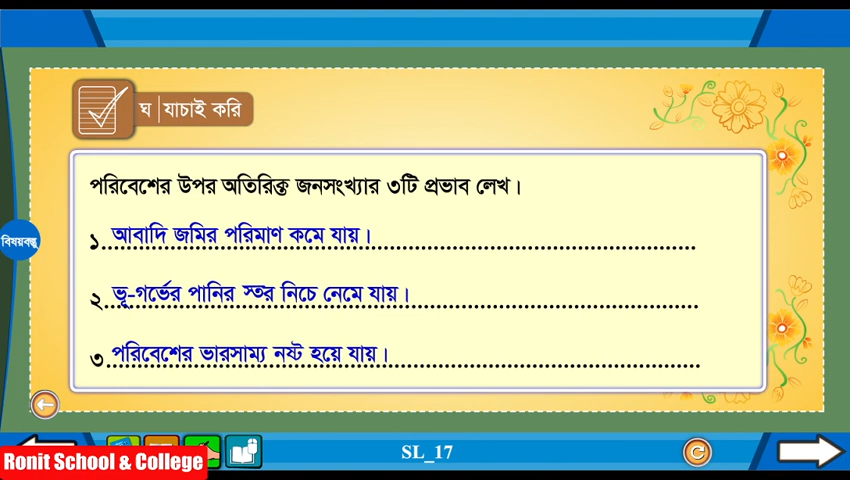 ঘ | যাচাই করি
পরিবেশের উপর অতিরিক্ত জনসংখ্যার ৩টি প্রভাব লেখ।
১ আবাদি জমির পরিমাণ কমে যায়।
২ ভূ-গর্ভের পানির স্তর নিচে নেমে যায়।
৩ পরিবেশের ভারসাম্য নষ্ট হয়ে যায়।
বিষয়বস্তু
SL_17
Ronit School & College